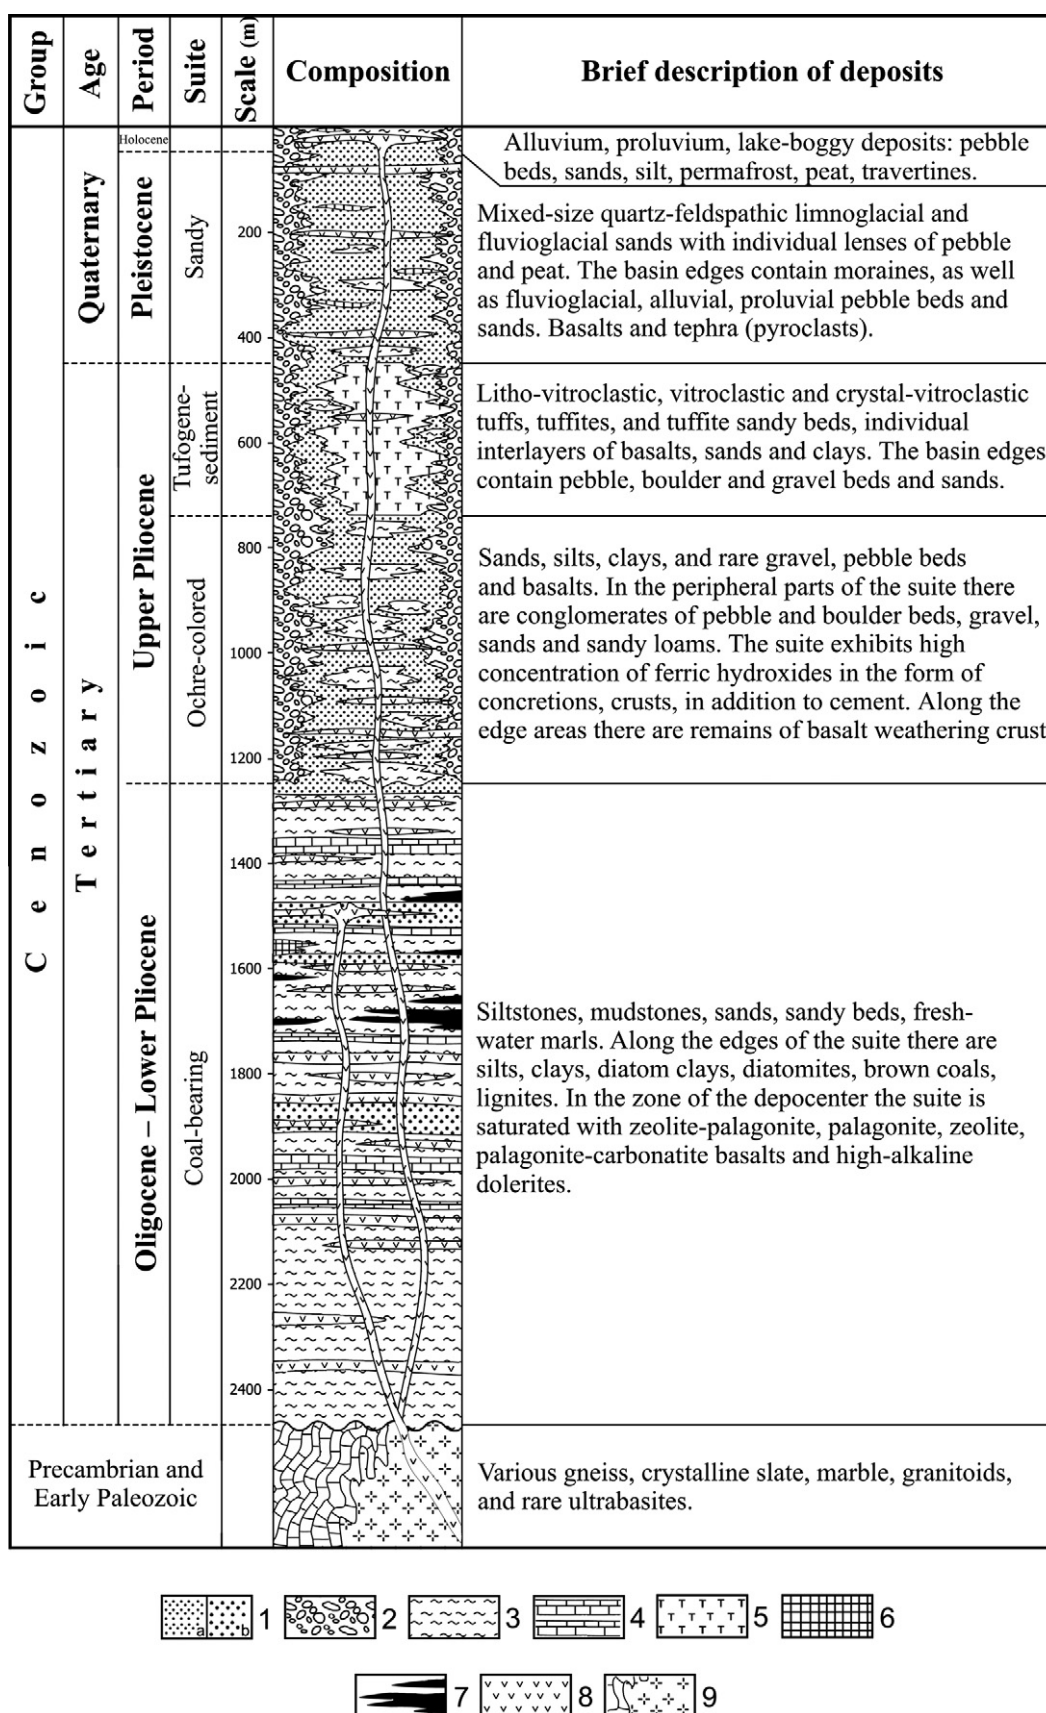 Group
Age
Period
Suite
Scale (m)
Composition
Brief description of deposits
Cenozoic
Quaternary
Tertiary
Holocene
Pleistocene
Upper Pliocene
Oligocene – Lower Pliocene
Sandy
Tufogene-
sediment
Ochre-colored
Coal-bearing
200
400
600
800
1000
1200
1400
1600
1800
2000
2200
2400
Alluvium, proluvium, lake-boggy deposits: pebble
beds, sands, silt, permafrost, peat, travertines.
Mixed-size quartz-feldspathic limnoglacial and
fluvioglacial sands with individual lenses of pebble
and peat. The basin edges contain moraines, as well
as fluvioglacial, alluvial, proluvial pebble beds and
sands. Basalts and tephra (pyroclasts).
Litho-vitroclastic, vitroclastic and crystal-vitroclastic
tuffs, tuffites, and tuffite sandy beds, individual
interlayers of basalts, sands and clays. The basin edges
contain pebble, boulder and gravel beds and sands.
Sands, silts, clays, and rare gravel, pebble beds
and basalts. In the peripheral parts of the suite there
are conglomerates of pebble and boulder beds, gravel,
sands and sandy loams. The suite exhibits high
concentration of ferric hydroxides in the form of
concretions, crusts, in addition to cement. Along the
edge areas there are remains of basalt weathering crust
Siltstones, mudstones, sands, sandy beds, fresh-
water marls. Along the edges of the suite there are
silts, clays, diatom clays, diatomites, brown coals,
lignites. In the zone of the depocenter the suite is
saturated with zeolite-palagonite, palagonite, zeolite,
palagonite-carbonatite basalts and high-alkaline
dolerites.
Precambrian and
Early Paleozoic
Various gneiss, crystalline slate, marble, granitoids,
and rare ultrabasites.
a b 1 2 3 4 5 6
7 8 9